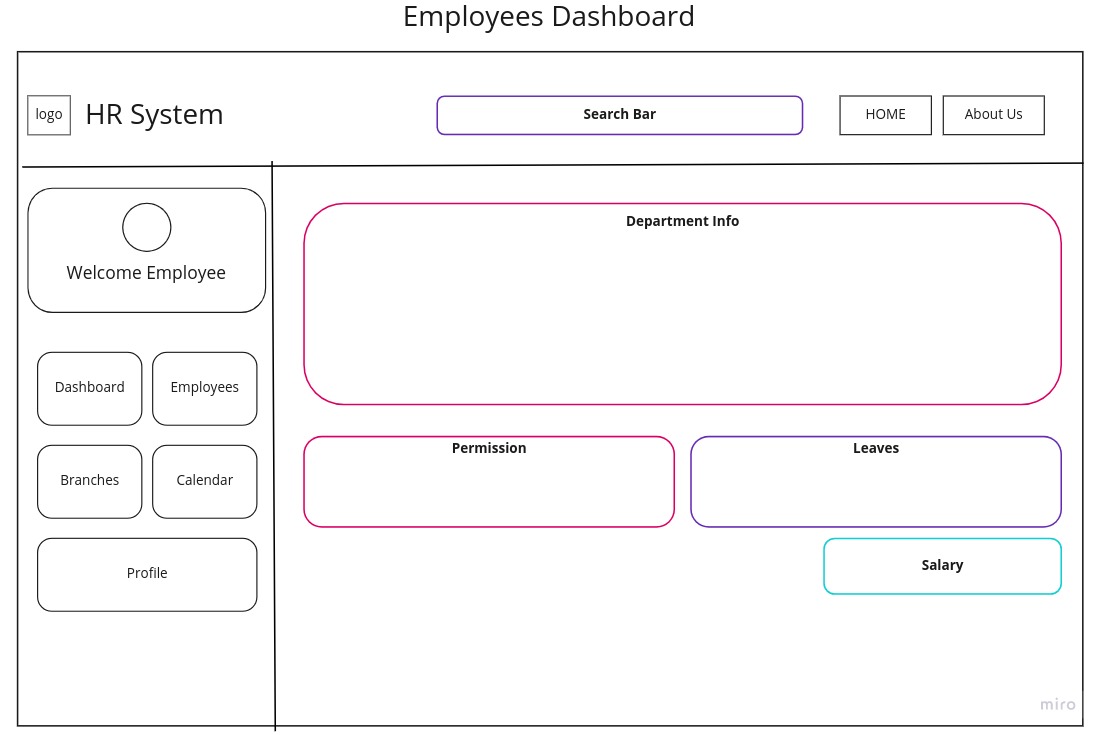 Employees Dashboard
logo
HR System
Search Bar
HOME
About Us
Welcome Employee
Dashboard
Employees
Branches
Calendar
Profile
Department Info
Permission
Leaves
Salary
miro